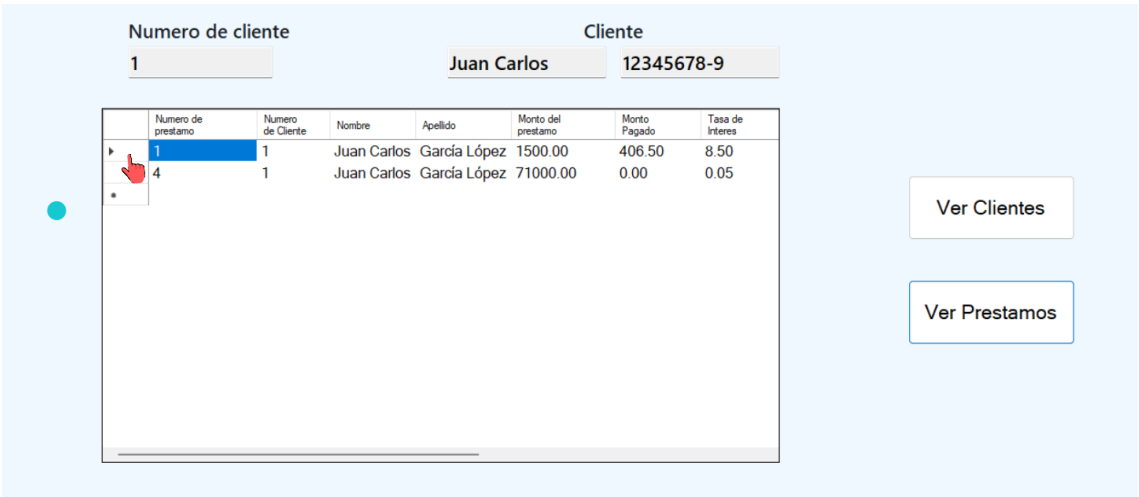 Numero de cliente Cliente
1 Juan Carlos 12345678-9
Numero de prestamo Numero de Cliente Nombre Apellido Monto del prestamo Monto Pagado Tasa de Interes
1 1 Juan Carlos García López 1500.00 406.50 8.50
4 1 Juan Carlos García López 71000.00 0.00 0.05
Ver Clientes
Ver Prestamos